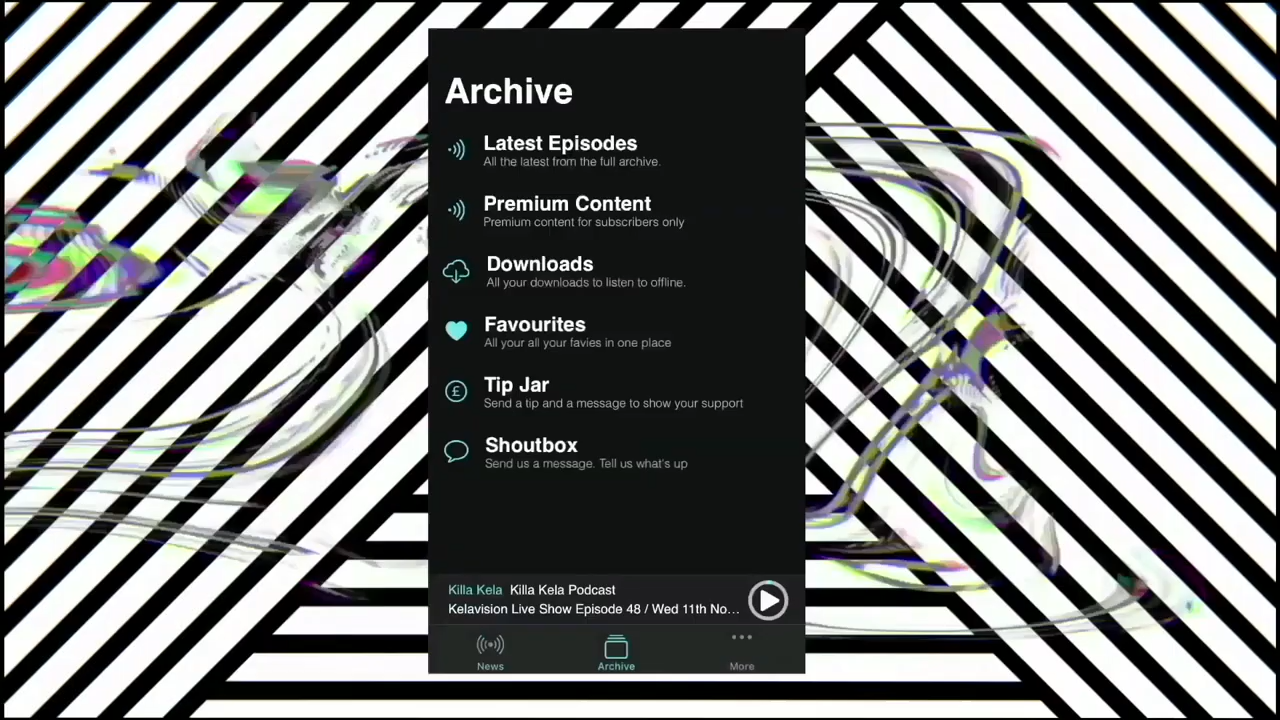 Archive
Latest Episodes
All the latest from the full archive.
Premium Content
Premium content for subscribers only
Downloads
All your downloads to listen to offline.
Favourites
All your all your favies in one place
Tip Jar
£
Send a tip and a message to show your support
Shoutbox
Send us a message. Tell us what's up
Killa Kela Killa Kela Podcast
Kelavision Live Show Episode 48 / Wed 11th No...
News
Archive
More